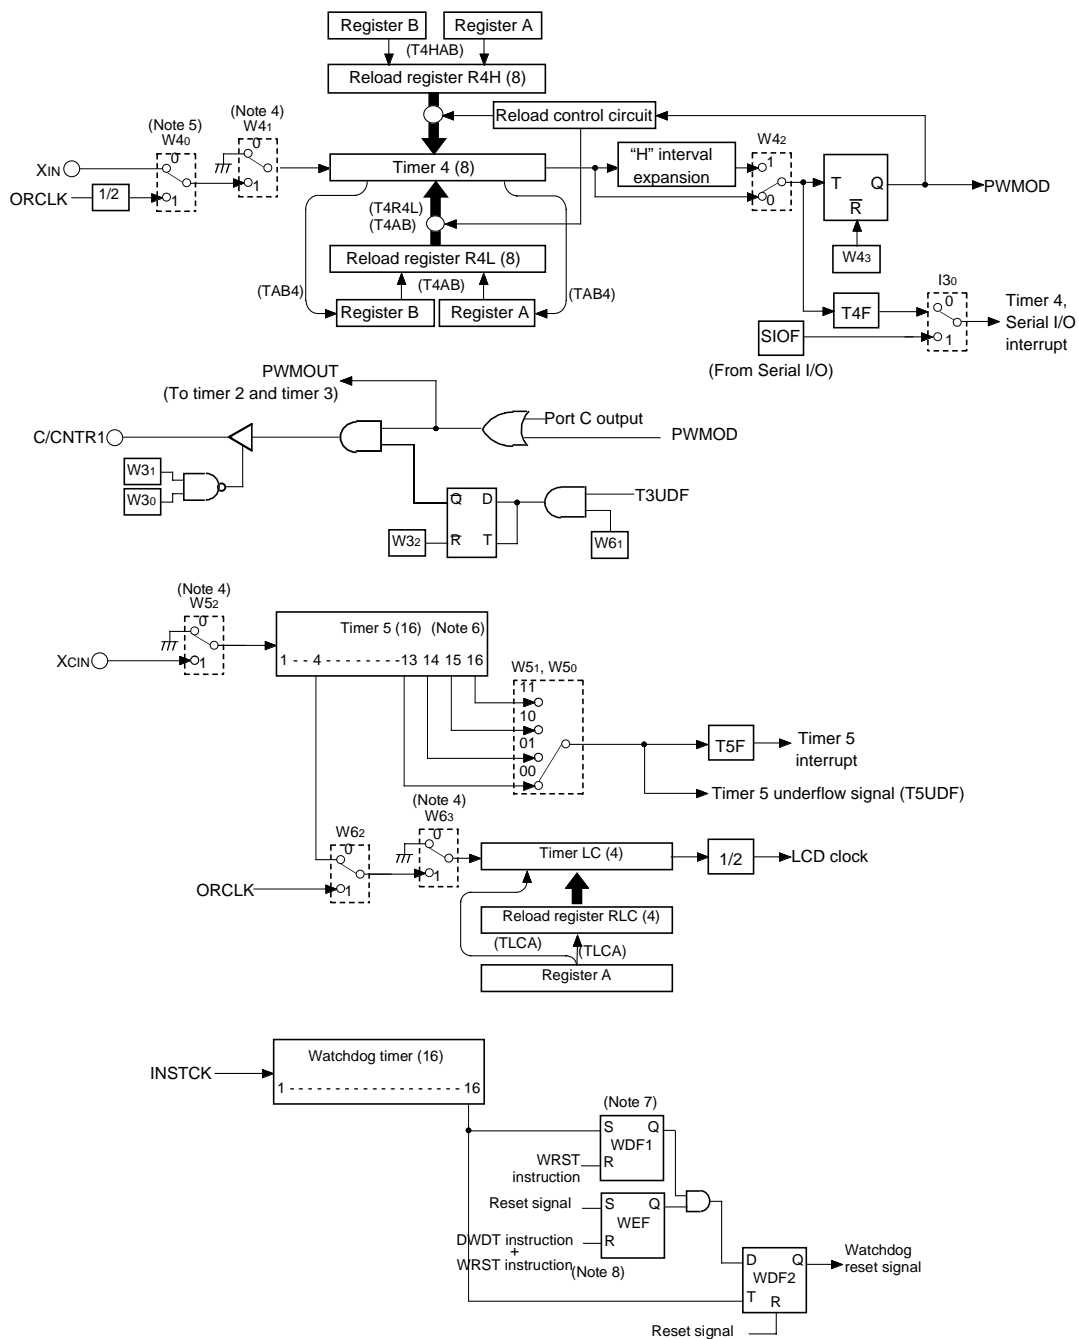 Register B
Register A
(T4HAB)
Reload register R4H (8)
Reload control circuit
(Note 5)
W40
(Note 4)
W41
XIN
0
1
0
1
ORCLK
1/2
Timer 4 (8)
"H" interval
expansion
W42
1
0
T
Q
R
PWMOD
W43
(T4R4L)
(T4AB)
Reload register R4L (8)
(TAB4)
(T4AB)
(TAB4)
Register B
Register A
I30
0
1
T4F
SIOF
(From Serial I/O)
Timer 4,
Serial I/O
interrupt
PWMOUT
(To timer 2 and timer 3)
Port C output
PWMOD
C/CNTR1
W31
W30
Q
D
R
T
W32
T3UDF
W61
(Note 4)
W52
0
1
XCIN
Timer 5 (16) (Note 6)
1 - - 4 - - - - - - - - -13 14 15 16
W51, W50
11
10
01
00
T5F
Timer 5
interrupt
Timer 5 underflow signal (T5UDF)
(Note 4)
W63
0
1
W62
0
1
ORCLK
Timer LC (4)
1/2
LCD clock
Reload register RLC (4)
(TLCA)
(TLCA)
Register A
Watchdog timer (16)
INSTCK
1 - - - - - - - - - - - - - - - - - - - - 16
(Note 7)
S
Q
WDF1
R
WRST
instruction
Reset signal
S
Q
WEF
R
DWDT instruction
+
WRST instruction
(Note 8)
D
Q
WDF2
T
R
Watchdog
reset signal
Reset signal